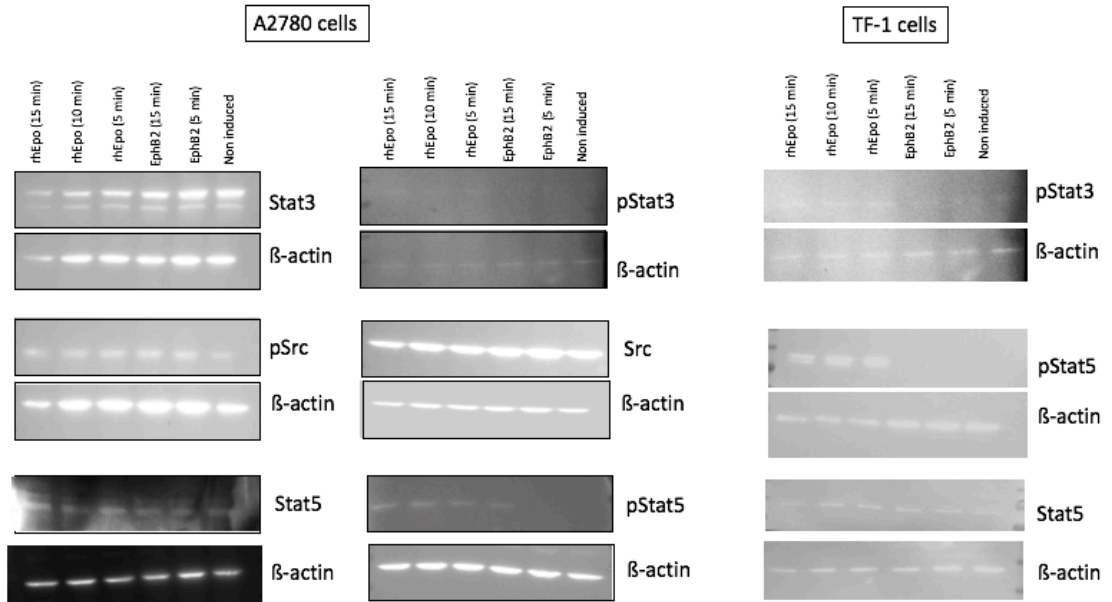 A2780 cells
TF-1 cells
rhEpo (15 min)
rhEpo (10 min)
rhEpo (5 min)
EphB2 (15 min)
EphB2 (5 min)
Non induced
rhEpo (15 min)
rhEpo (10 min)
rhEpo (5 min)
EphB2 (15 min)
EphB2 (5 min)
Non induced
rhEpo (15 min)
rhEpo (10 min)
rhEpo (5 min)
EphB2 (15 min)
EphB2 (5 min)
Non induced
Stat3
pStat3
pStat3
ß-actin
ß-actin
ß-actin
pSrc
Src
pStat5
ß-actin
ß-actin
ß-actin
Stat5
pStat5
Stat5
ß-actin
ß-actin
ß-actin